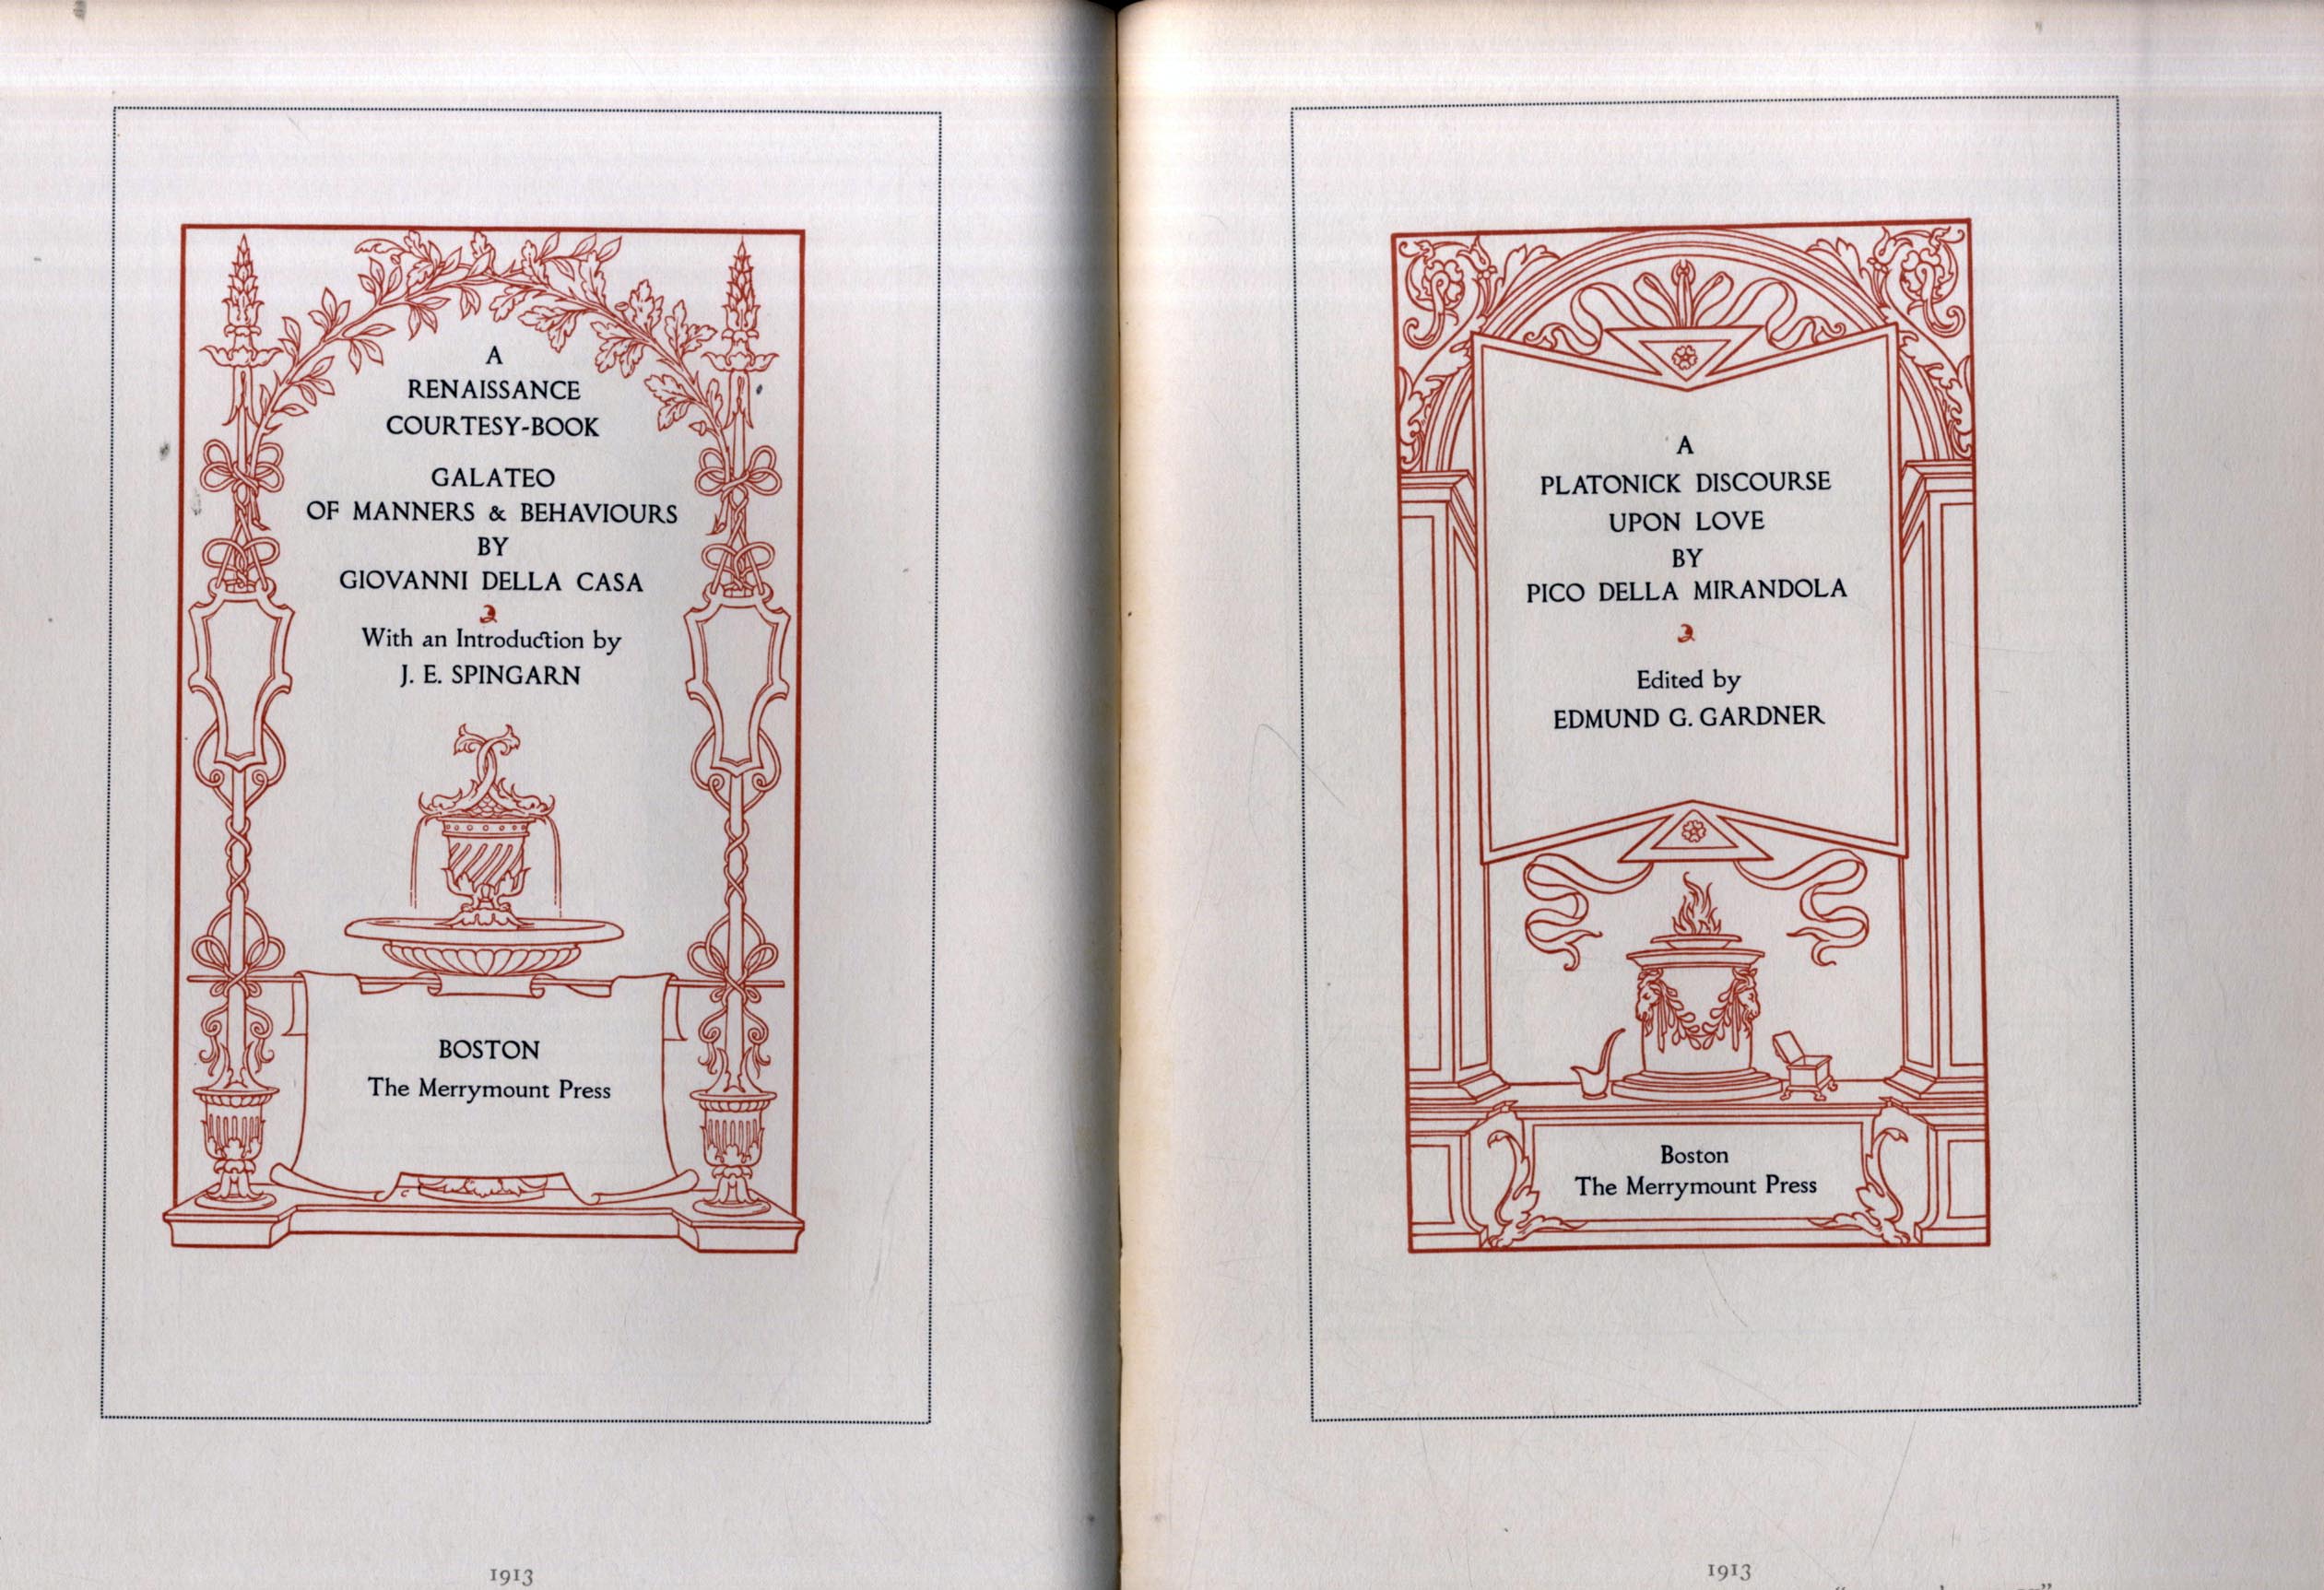 A
RENAISSANCE
COURTESY-BOOK
GALATEO
OF MANNERS & BEHAVIOURS
BY
GIOVANNI DELLA CASA
With an Introduction by
J. E. SPINGARN
BOSTON
The Merrymount Press
1913
A
PLATONICK DISCOURSE
UPON LOVE
BY
PICO DELLA MIRANDOLA
Edited by
EDMUND G. GARDNER
Boston
The Merrymount Press
1913